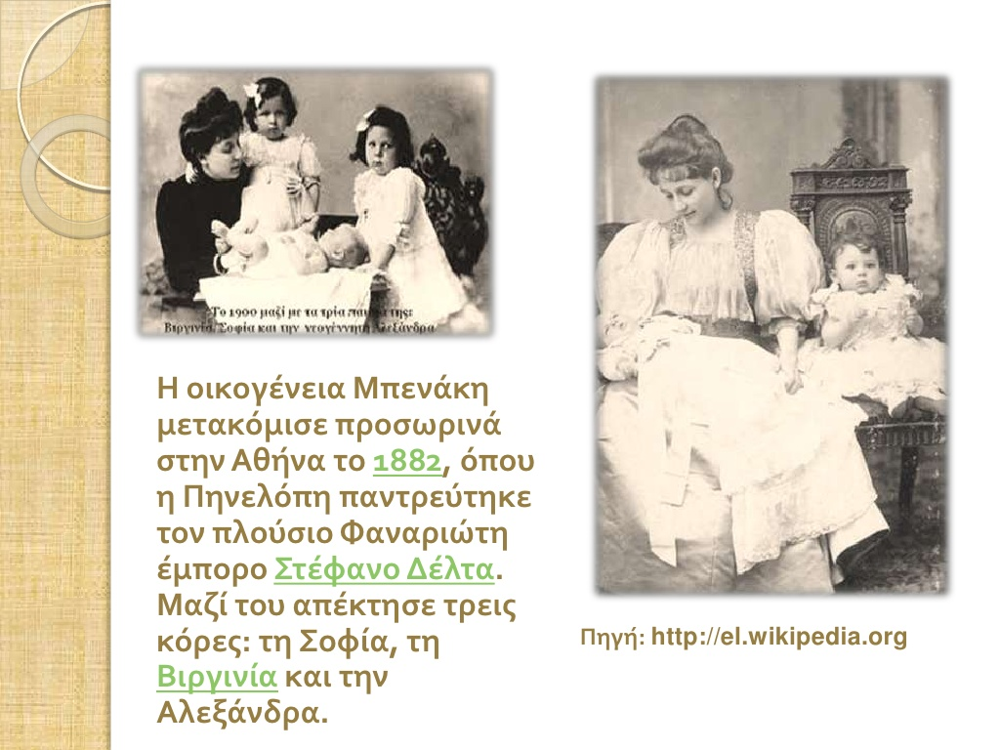 Το 1900 μαζί με τα τρία παιδιά της:
Βιργινία, Σοφία και την νεογέννητη Αλεξάνδρα
Η οικογένεια Μπενάκη
μετακόμισε προσωρινά
στην Αθήνα το 1882, όπου
η Πηνελόπη παντρεύτηκε
τον πλούσιο Φαναριώτη
έμπορο Στέφανο Δέλτα.
Μαζί του απέκτησε τρεις
κόρες: τη Σοφία, τη
Βιργινία και την
Αλεξάνδρα.
Πηγή: http://el.wikipedia.org